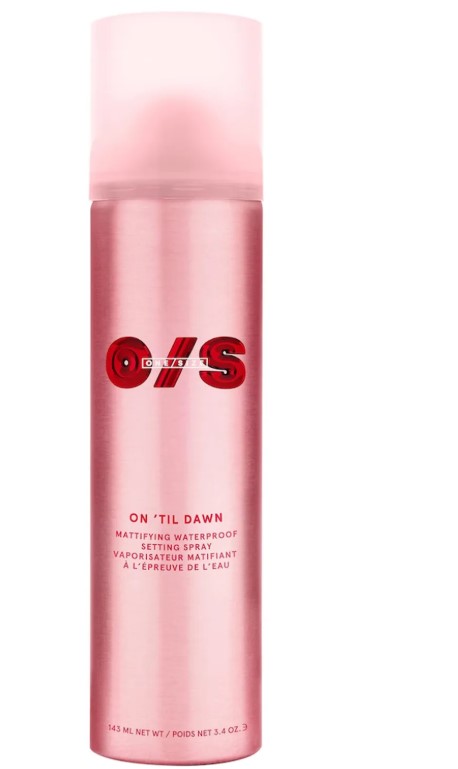 O/S
ONE/SIZE
ON 'TIL DAWN
MATTIFYING WATERPROOF
SETTING SPRAY
VAPORISATEUR MATIFIANT
À L'ÉPREUVE DE L'EAU
143 ML NET WT / POIDS NET 3.4 OZ. ℮